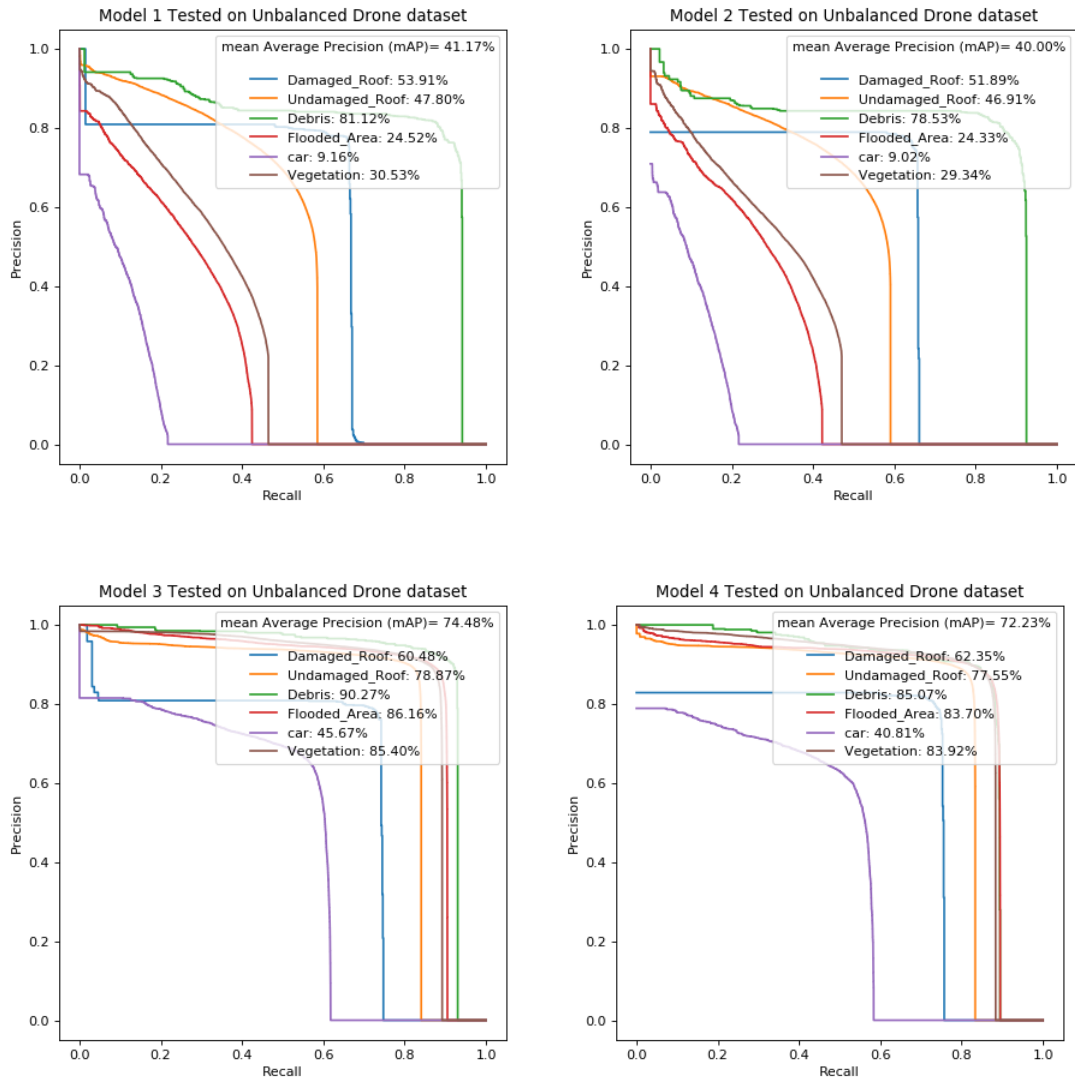 Model 1 Tested on Unbalanced Drone dataset
mean Average Precision (mAP)= 41.17%
Damaged_Roof: 53.91%
Undamaged_Roof: 47.80%
Debris: 81.12%
Flooded_Area: 24.52%
car: 9.16%
Vegetation: 30.53%
1.0
0.8
0.6
0.4
0.2
0.0
Precision
0.0 0.2 0.4 0.6 0.8 1.0
Recall
Model 2 Tested on Unbalanced Drone dataset
mean Average Precision (mAP)= 40.00%
Damaged_Roof: 51.89%
Undamaged_Roof: 46.91%
Debris: 78.53%
Flooded_Area: 24.33%
car: 9.02%
Vegetation: 29.34%
1.0
0.8
0.6
0.4
0.2
0.0
Precision
0.0 0.2 0.4 0.6 0.8 1.0
Recall
Model 3 Tested on Unbalanced Drone dataset
mean Average Precision (mAP)= 74.48%
Damaged_Roof: 60.48%
Undamaged_Roof: 78.87%
Debris: 90.27%
Flooded_Area: 86.16%
car: 45.67%
Vegetation: 85.40%
1.0
0.8
0.6
0.4
0.2
0.0
Precision
0.0 0.2 0.4 0.6 0.8 1.0
Recall
Model 4 Tested on Unbalanced Drone dataset
mean Average Precision (mAP)= 72.23%
Damaged_Roof: 62.35%
Undamaged_Roof: 77.55%
Debris: 85.07%
Flooded_Area: 83.70%
car: 40.81%
Vegetation: 83.92%
1.0
0.8
0.6
0.4
0.2
0.0
Precision
0.0 0.2 0.4 0.6 0.8 1.0
Recall